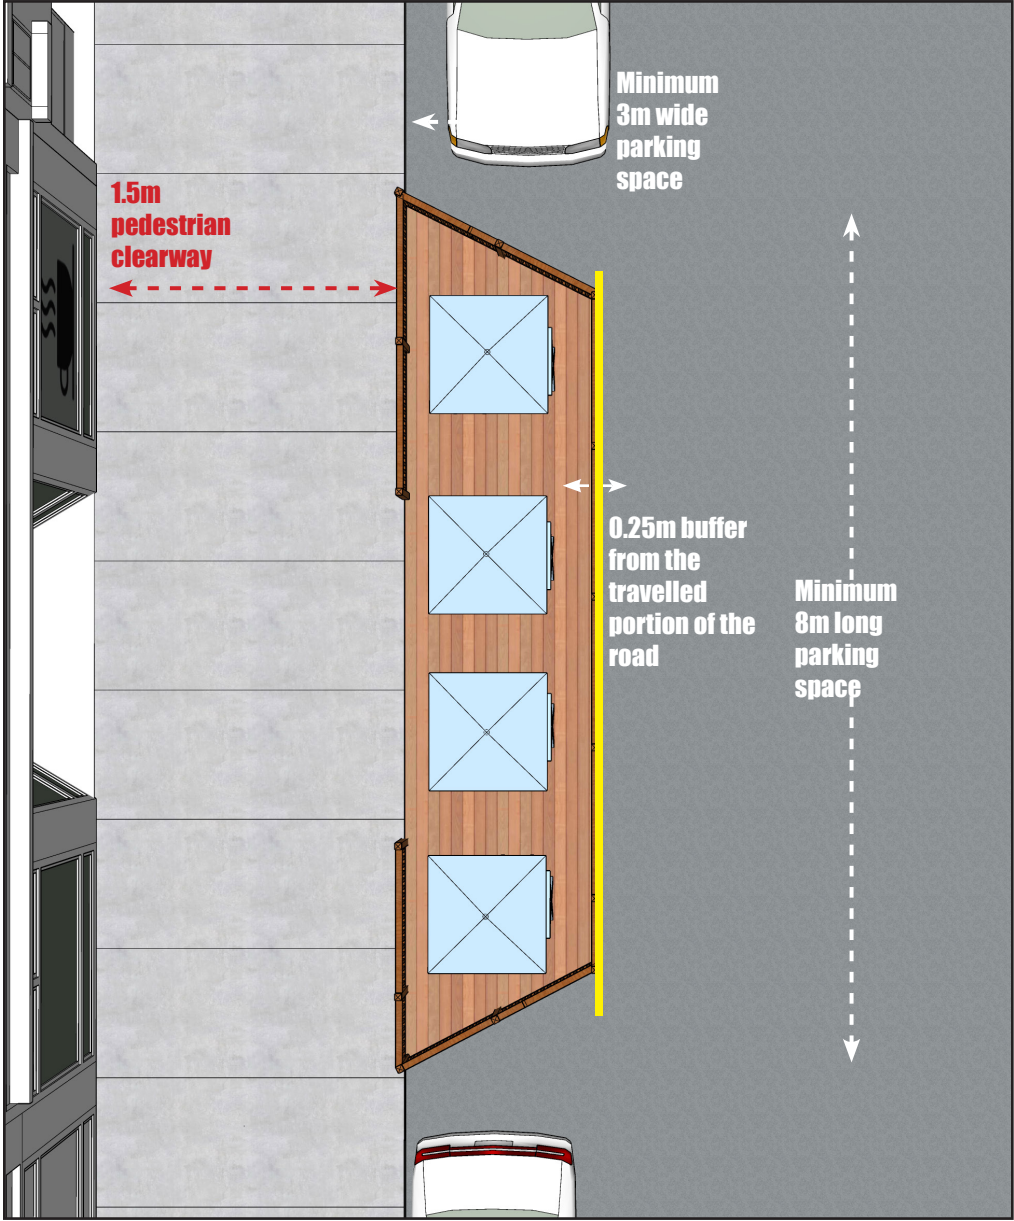 Minimum
3m wide
parking
space
1.5m
pedestrian
clearway
0.25m buffer
from the
travelled
portion of the
road
Minimum
8m long
parking
space